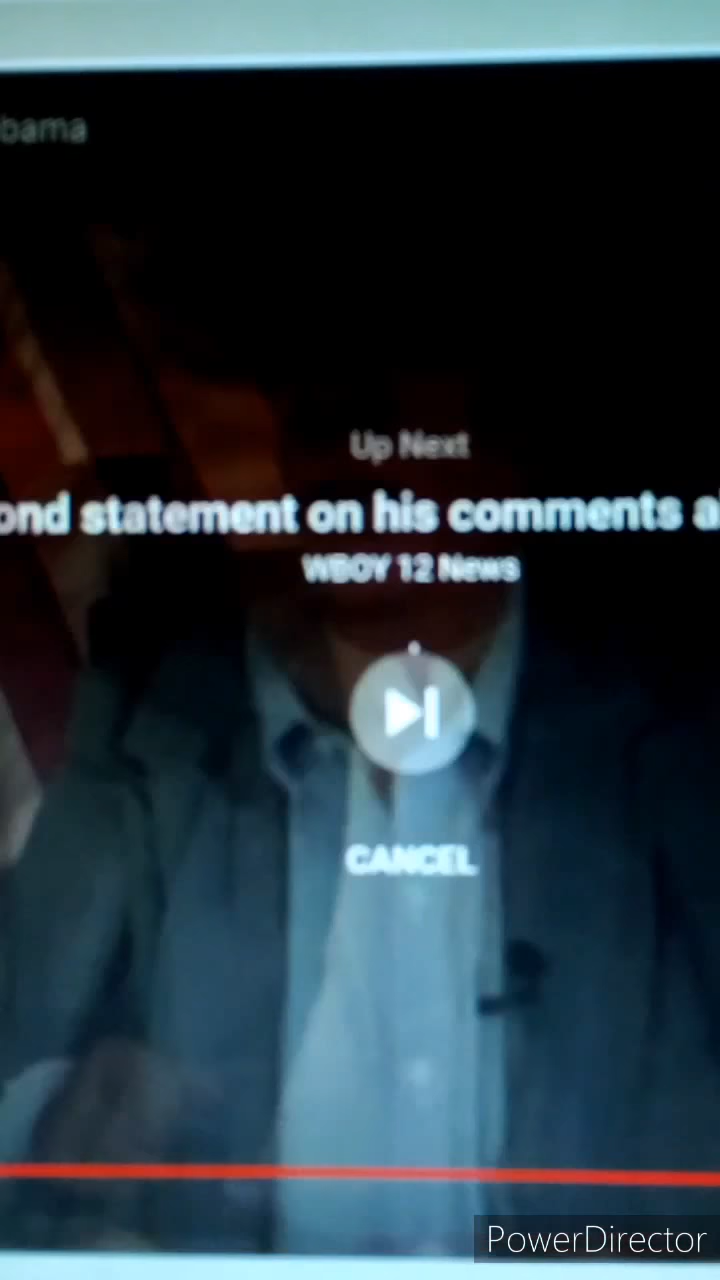 bama
Up Next
ond statement on his comments a
WBOY 12 News
CANCEL
PowerDirector